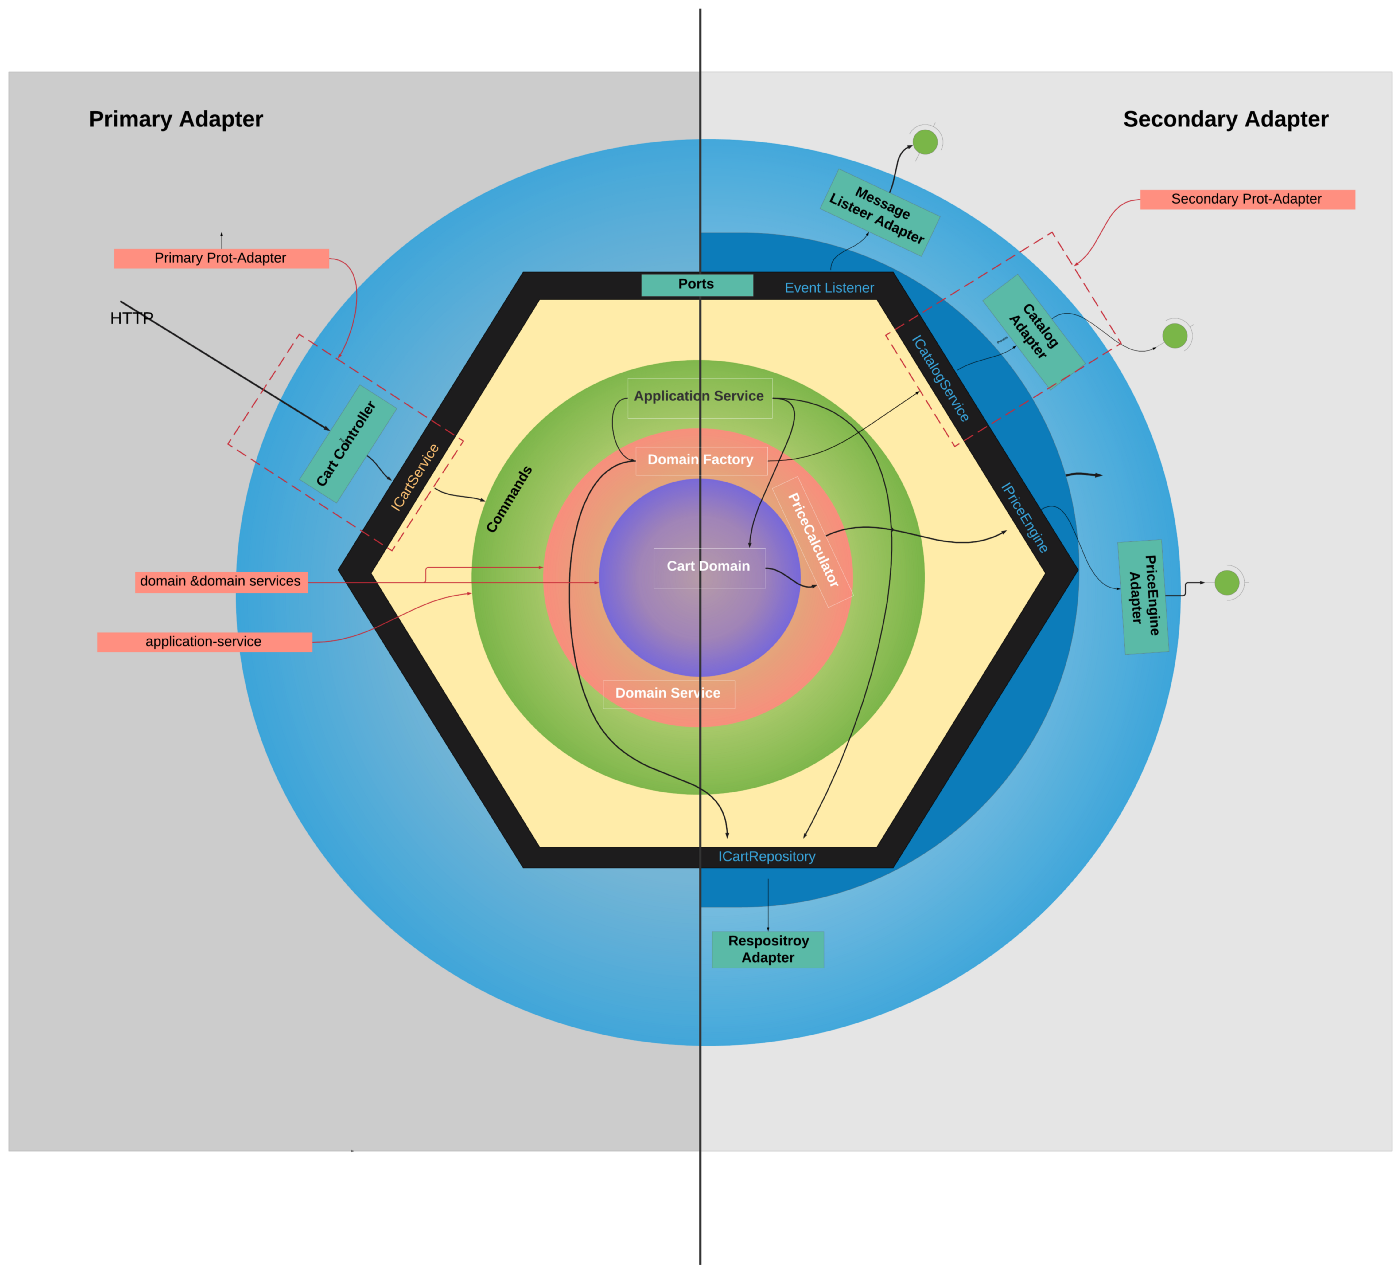 Primary Adapter
Secondary Adapter
Message
Listeer Adapter
Secondary Prot-Adapter
Primary Prot-Adapter
Ports
Event Listener
HTTP
Catalog
Adapter
ICatalogService
Cart Controller
ICartService
Application Service
Domain Factory
Commands
PriceCalculator
IPriceEngine
Cart Domain
PriceEngine
Adapter
domain &domain services
application-service
Domain Service
ICartRepository
Respositroy
Adapter